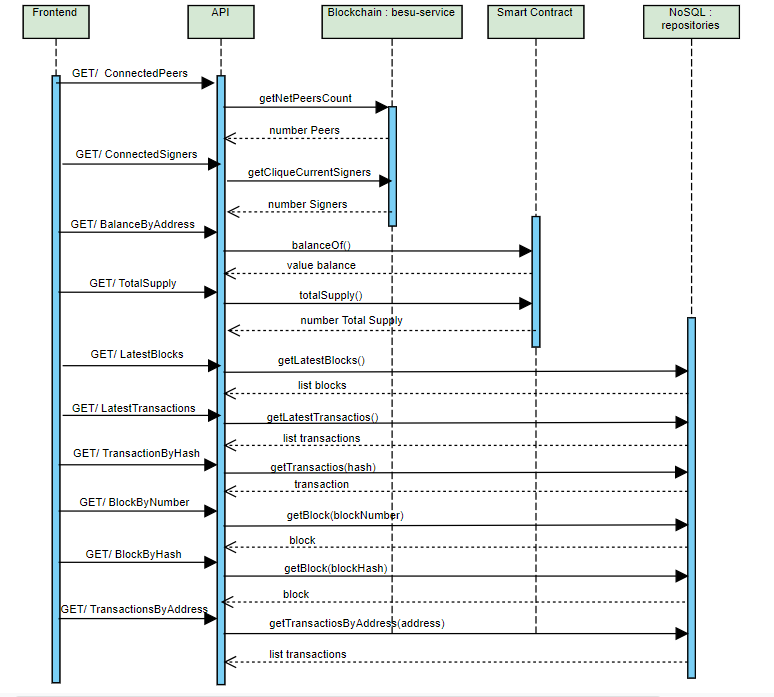 Frontend
API
Blockchain : besu-service
Smart Contract
NoSQL :
repositories
GET/  ConnectedPeers
getNetPeersCount
number Peers
GET/ ConnectedSigners
getCliqueCurrentSigners
number Signers
GET/ BalanceByAddress
balanceOf()
value balance
GET/ TotalSupply
totalSupply()
number Total Supply
GET/ LatestBlocks
getLatestBlocks()
list blocks
GET/ LatestTransactions
getLatestTransactios()
list transactions
GET/ TransactionByHash
getTransactios(hash)
transaction
GET/ BlockByNumber
getBlock(blockNumber)
block
GET/ BlockByHash
getBlock(blockHash)
block
GET/ TransactionsByAddress
getTransactiosByAddress(address)
list transactions